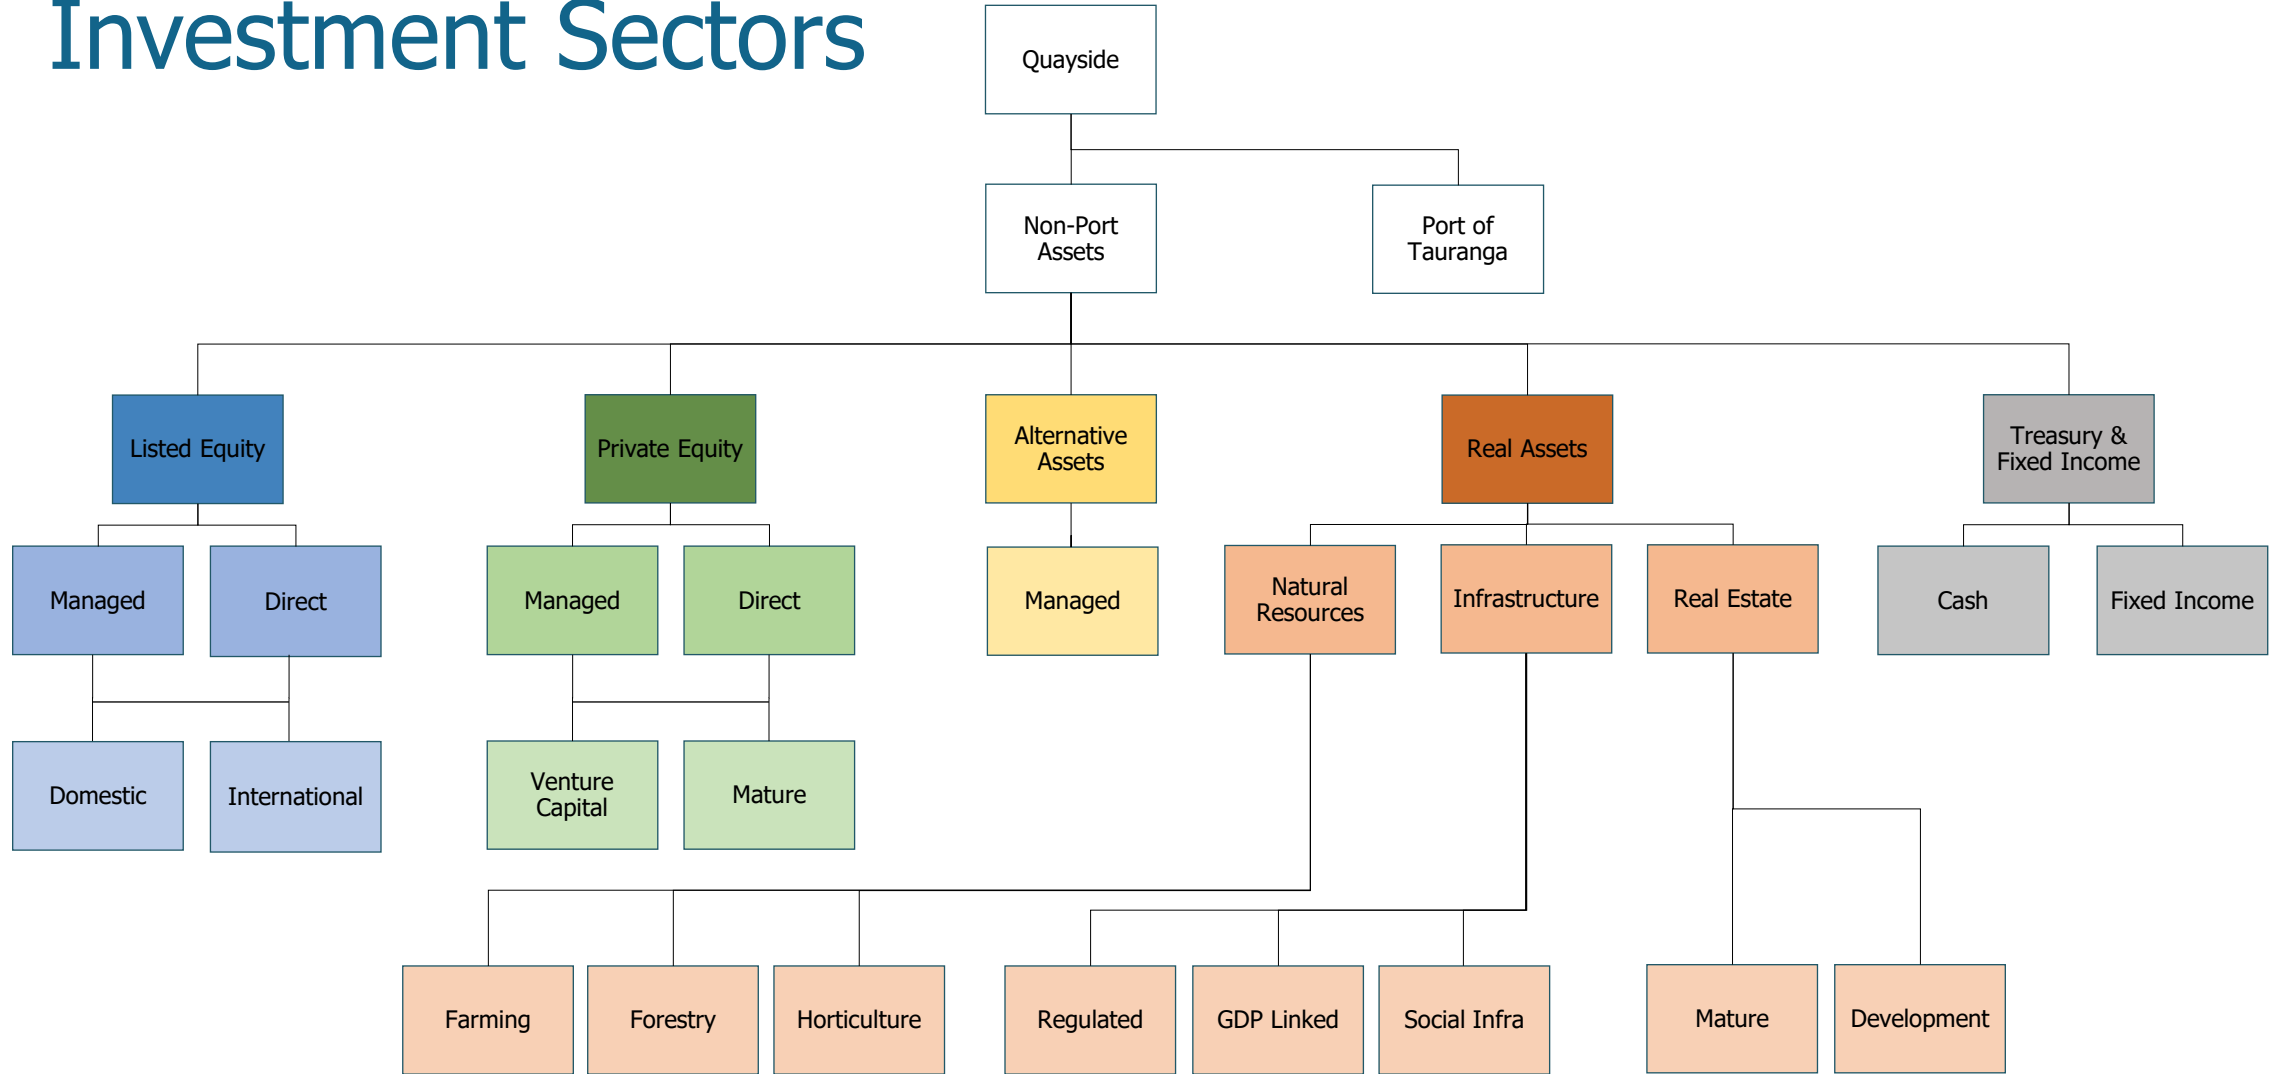 Investment Sectors
Quayside
Non-Port
Assets
Port of
Tauranga
Listed Equity
Private Equity
Alternative
Assets
Real Assets
Treasury &
Fixed Income
Managed
Direct
Managed
Direct
Managed
Natural
Resources
Infrastructure
Real Estate
Cash
Fixed Income
Domestic
International
Venture
Capital
Mature
Farming
Forestry
Horticulture
Regulated
GDP Linked
Social Infra
Mature
Development